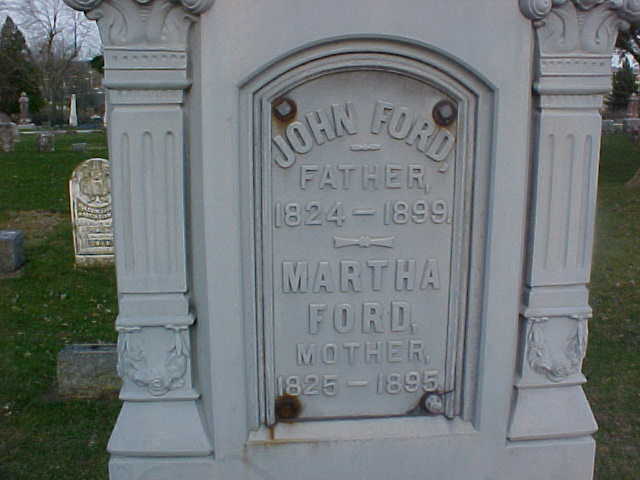 JOHN FORD,
FATHER,
1824 — 1899.
MARTHA
FORD,
MOTHER,
1825 — 1895.